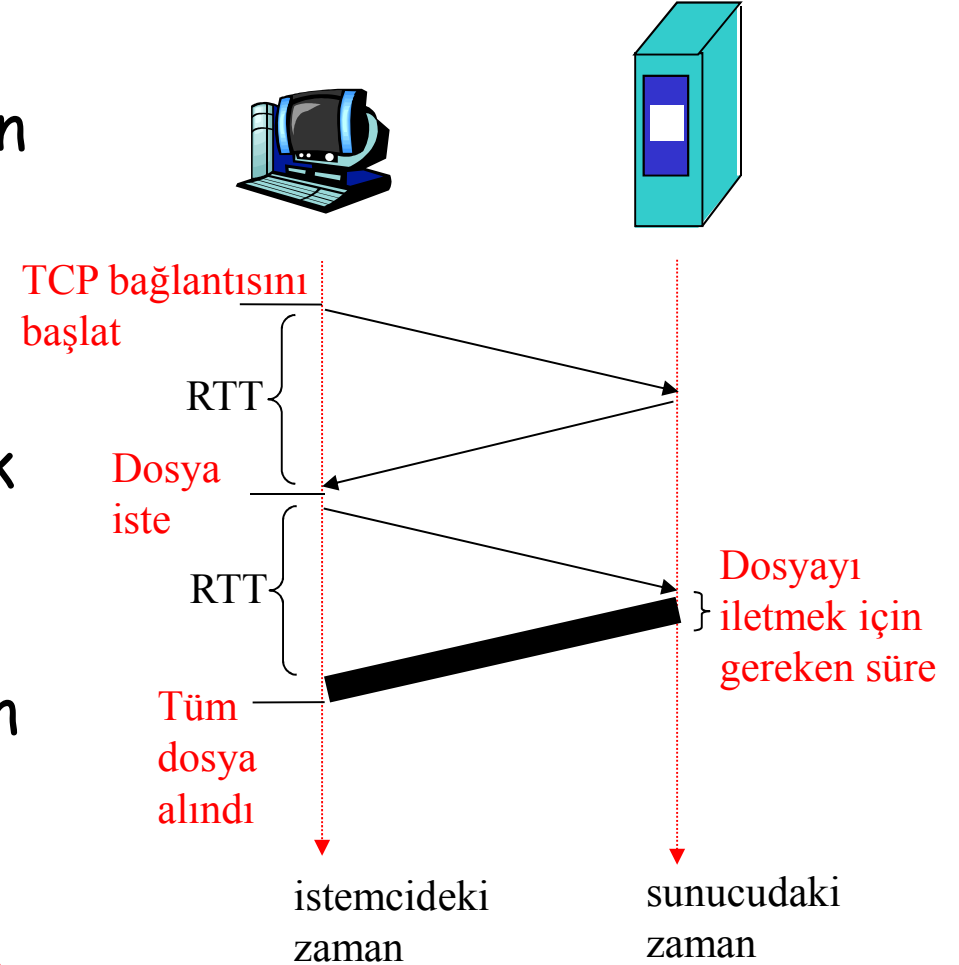 n
TCP bağlantısını
başlat
RTT
k
Dosya
iste
RTT
Dosyayı
iletmek için
gereken süre
n
Tüm
dosya
alındı
istemcideki
zaman
sunucudaki
zaman